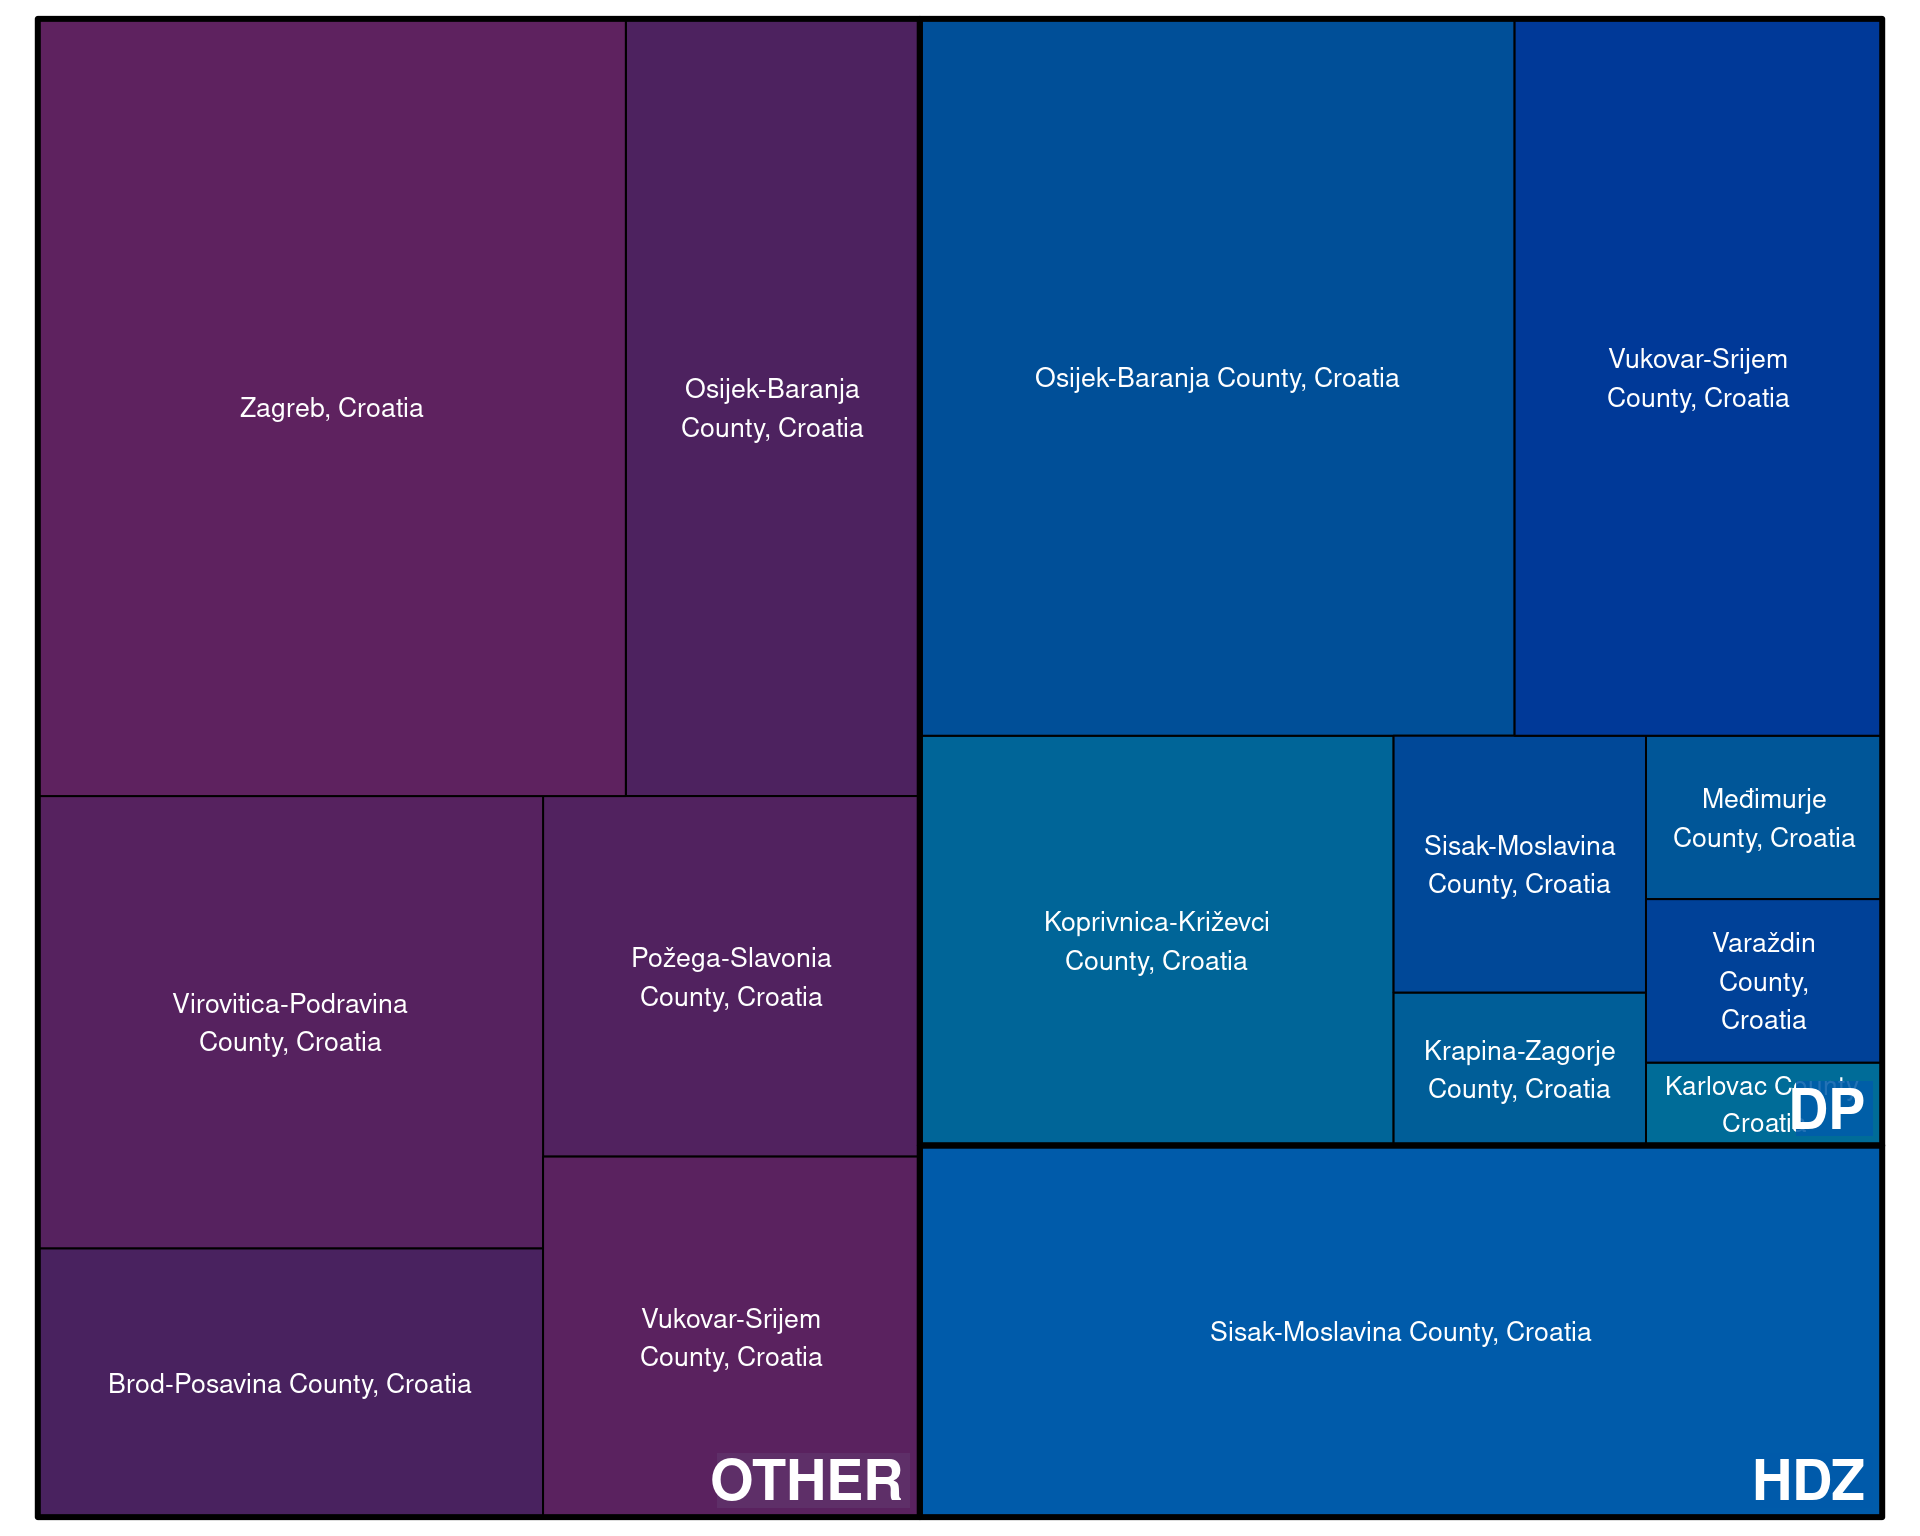 Zagreb, Croatia
Osijek-Baranja
County, Croatia
Virovitica-Podravina
County, Croatia
Požega-Slavonia
County, Croatia
Brod-Posavina County, Croatia
Vukovar-Srijem
County, Croatia
OTHER
Osijek-Baranja County, Croatia
Vukovar-Srijem
County, Croatia
Koprivnica-Križevci
County, Croatia
Sisak-Moslavina
County, Croatia
Krapina-Zagorje
County, Croatia
Međimurje
County, Croatia
Varaždin
County,
Croatia
Karlovac County,
Croatia
DP
Sisak-Moslavina County, Croatia
HDZ